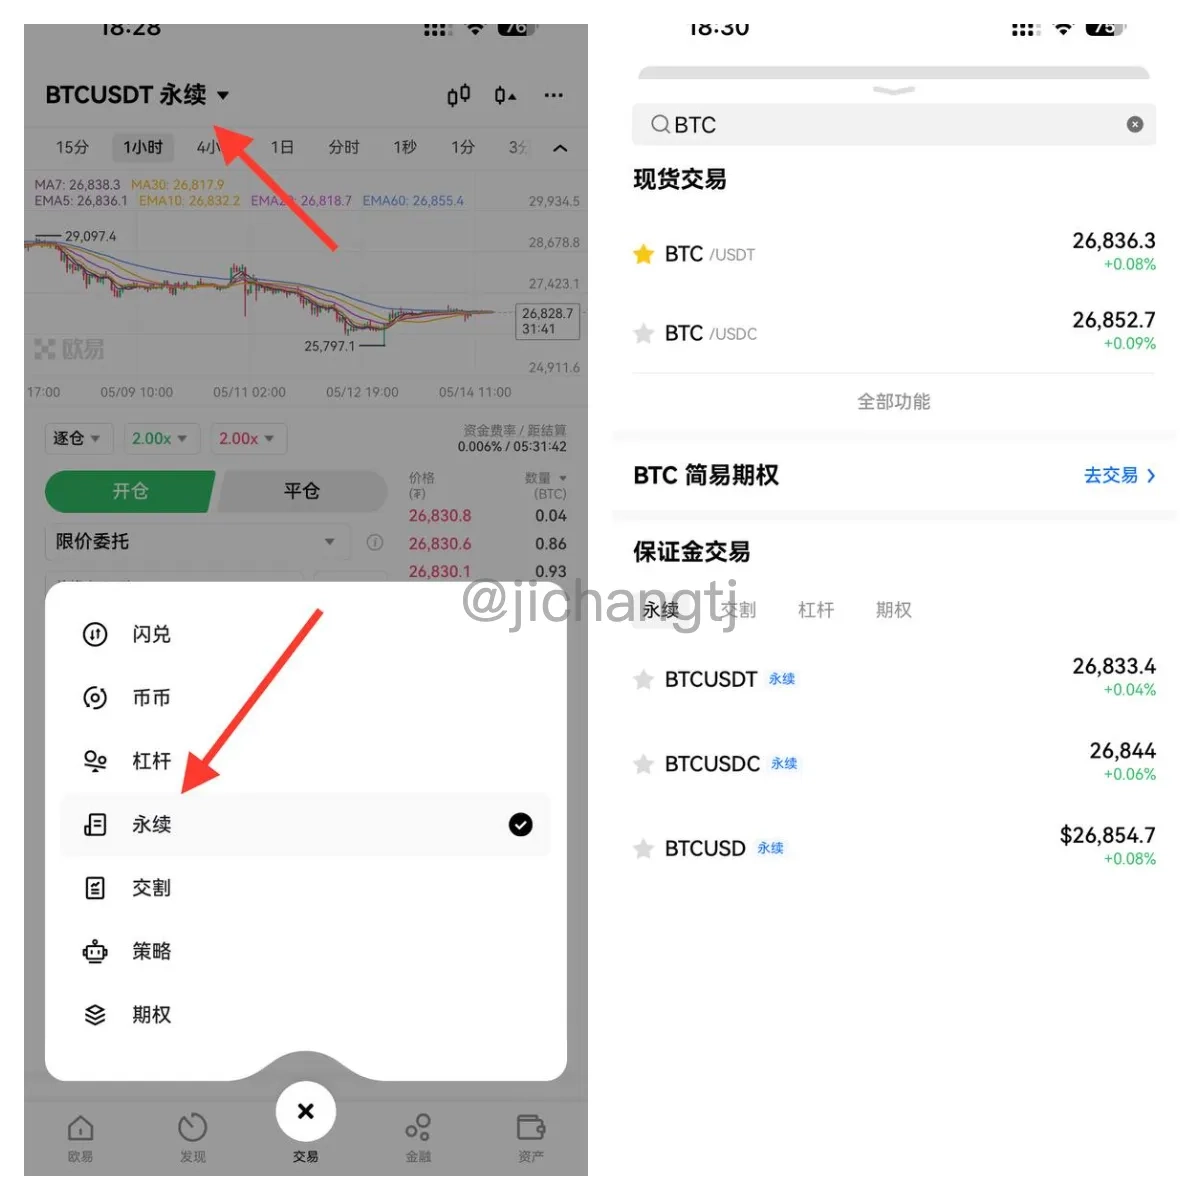 18:28
76
BTCUSDT 永续
15分 1小时 4小 1日 分时 1秒 1分 3分
MA7: 26,838.3 MA30: 26,817.9
EMA5: 26,836.1 EMA10: 26,832.2 EMA20: 26,818.7 EMA60: 26,855.4
29,934.5
29,097.4
28,678.8
27,423.1
26,828.7
31:41
25,797.1
欧易
24,911.6
17:00 05/09 10:00 05/11 02:00 05/12 19:00 05/14 11:00
逐仓 2.00x 2.00x
资金费率 / 距结算
0.006% / 05:31:42
开仓 平仓
价格 数量
(₮) (BTC)
26,830.8 0.04
限价委托
26,830.6 0.86
26,830.1 0.93
闪兑
币币
杠杆
永续
交割
策略
期权
欧易 发现 交易 金融 资产
18:30
75
BTC
现货交易
BTC /USDT 26,836.3
+0.08%
BTC /USDC 26,852.7
+0.09%
全部功能
BTC 简易期权 去交易
保证金交易
@jichangtj
永续 交割 杠杆 期权
BTCUSDT 永续 26,833.4
+0.04%
BTCUSDC 永续 26,844
+0.06%
BTCUSD 永续 $26,854.7
+0.08%